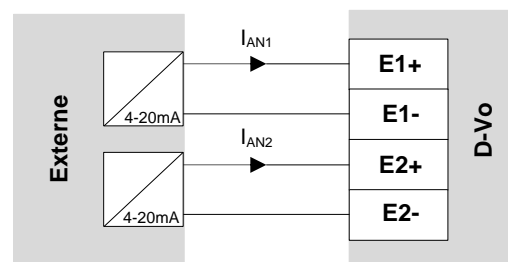 Externe
4-20mA
4-20mA
I_AN1
I_AN2
E1+
E1-
E2+
E2-
D-Vo